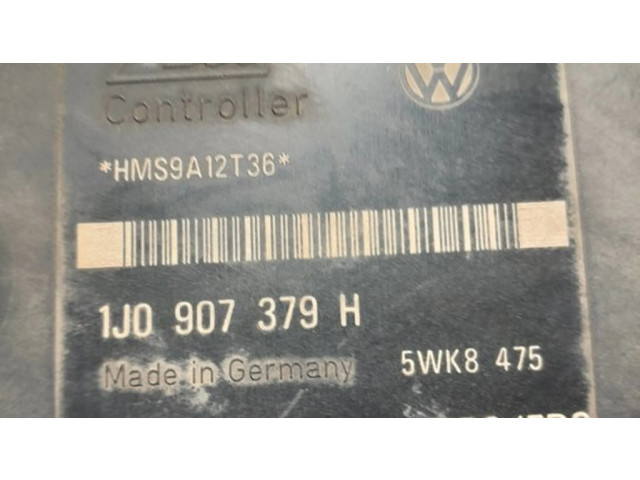 Controller
*HMS9A12T36*
1J0 907 379 H
Made in Germany 5WK8 475